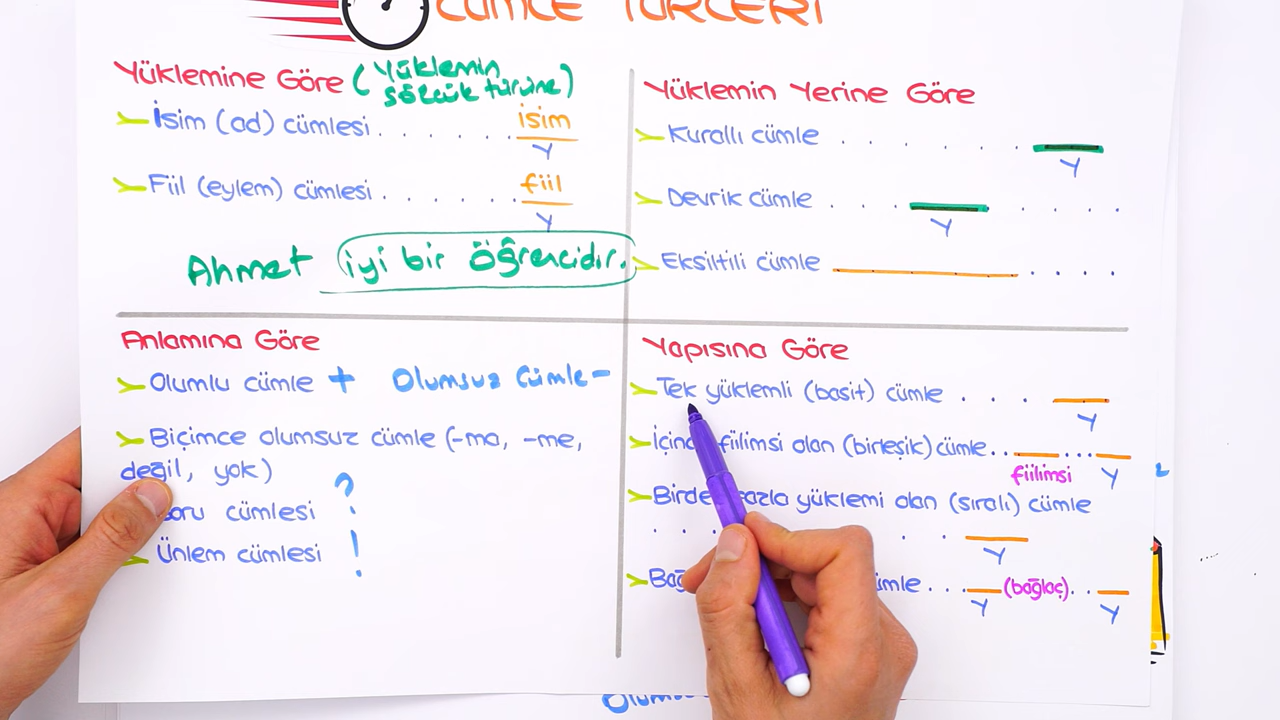 CÜMLE TÜRLERİ
Yüklemine Göre (Yüklemin
sözcük türüne)
İsim (ad) cümlesi . . . . . . isim
Y
Fiil (eylem) cümlesi . . . . . . fiil
Y
Ahmet iyi bir öğrencidir.
Yüklemin Yerine Göre
Kurallı cümle . . . . . .
Y
Devrik cümle . . . . . . .
Y
Eksiltili cümle . . . .
Anlamına Göre
Olumlu cümle + Olumsuz Cümle -
Biçimce olumsuz cümle (-ma, -me,
değil, yok)
?
cümlesi
Ünlem cümlesi !
Yapısına Göre
Tek yüklemli (basit) cümle . . . .
Y
fiilimsi olan (birleşik) cümle.. ...
fiilimsi Y
yüklemi olan (sıralı) cümle
. . . . .
Y
... (bağlaç)..
Y Y